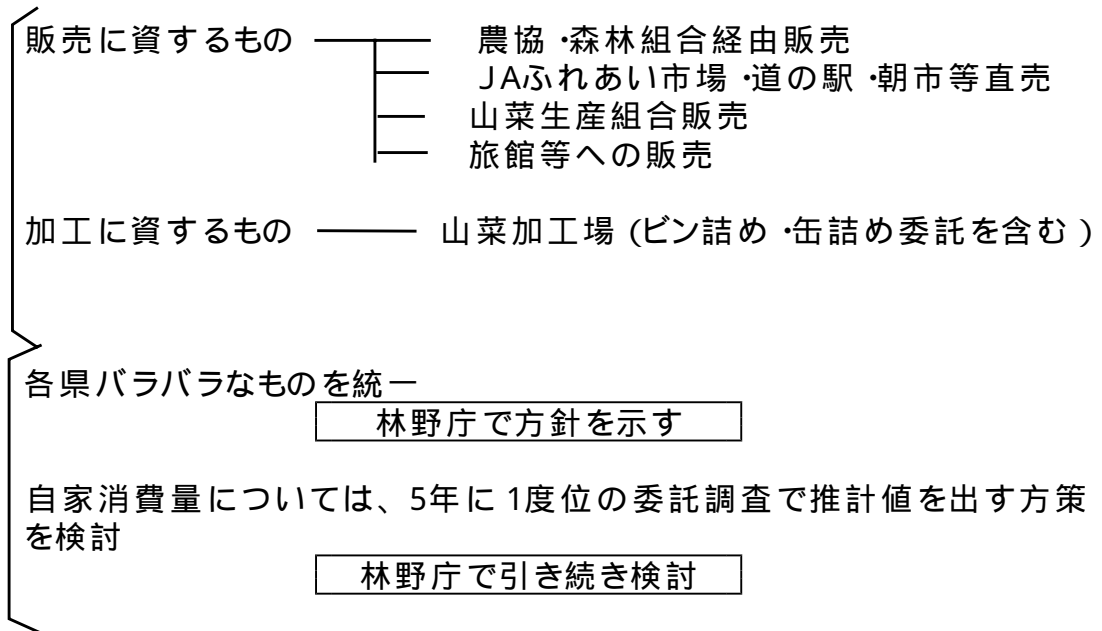 販売に資するもの 農協・森林組合経由販売
JAふれあい市場・道の駅・朝市等直売
山菜生産組合販売
旅館等への販売
加工に資するもの 山菜加工場(ビン詰め・缶詰め委託を含む)
各県バラバラなものを統一
林野庁で方針を示す
自家消費量については、5年に1度位の委託調査で推計値を出す方策
を検討
林野庁で引き続き検討